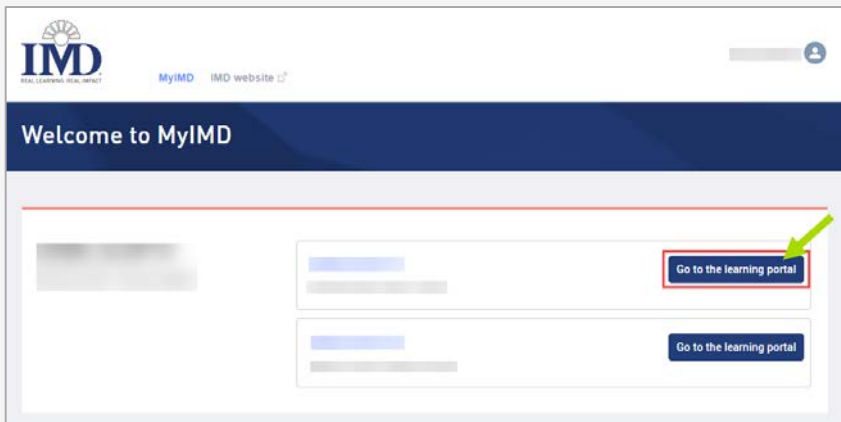 IMD
REAL LEARNING. REAL IMPACT
MyIMD IMD website
Welcome to MyIMD
Go to the learning portal
Go to the learning portal